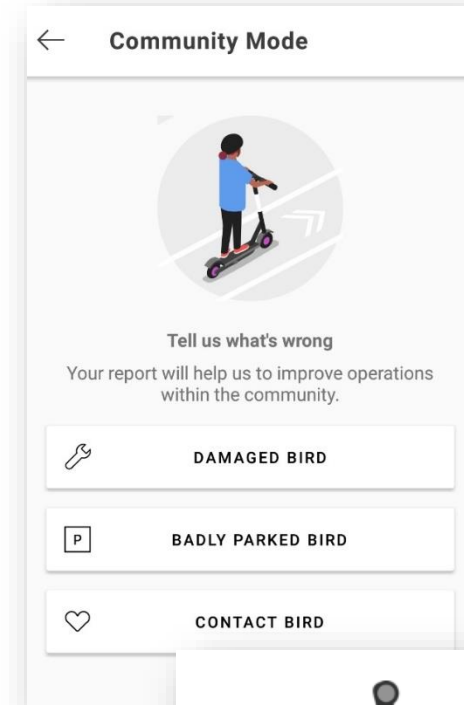 Community Mode
Tell us what's wrong
Your report will help us to improve operations
within the community.
DAMAGED BIRD
P
BADLY PARKED BIRD
CONTACT BIRD